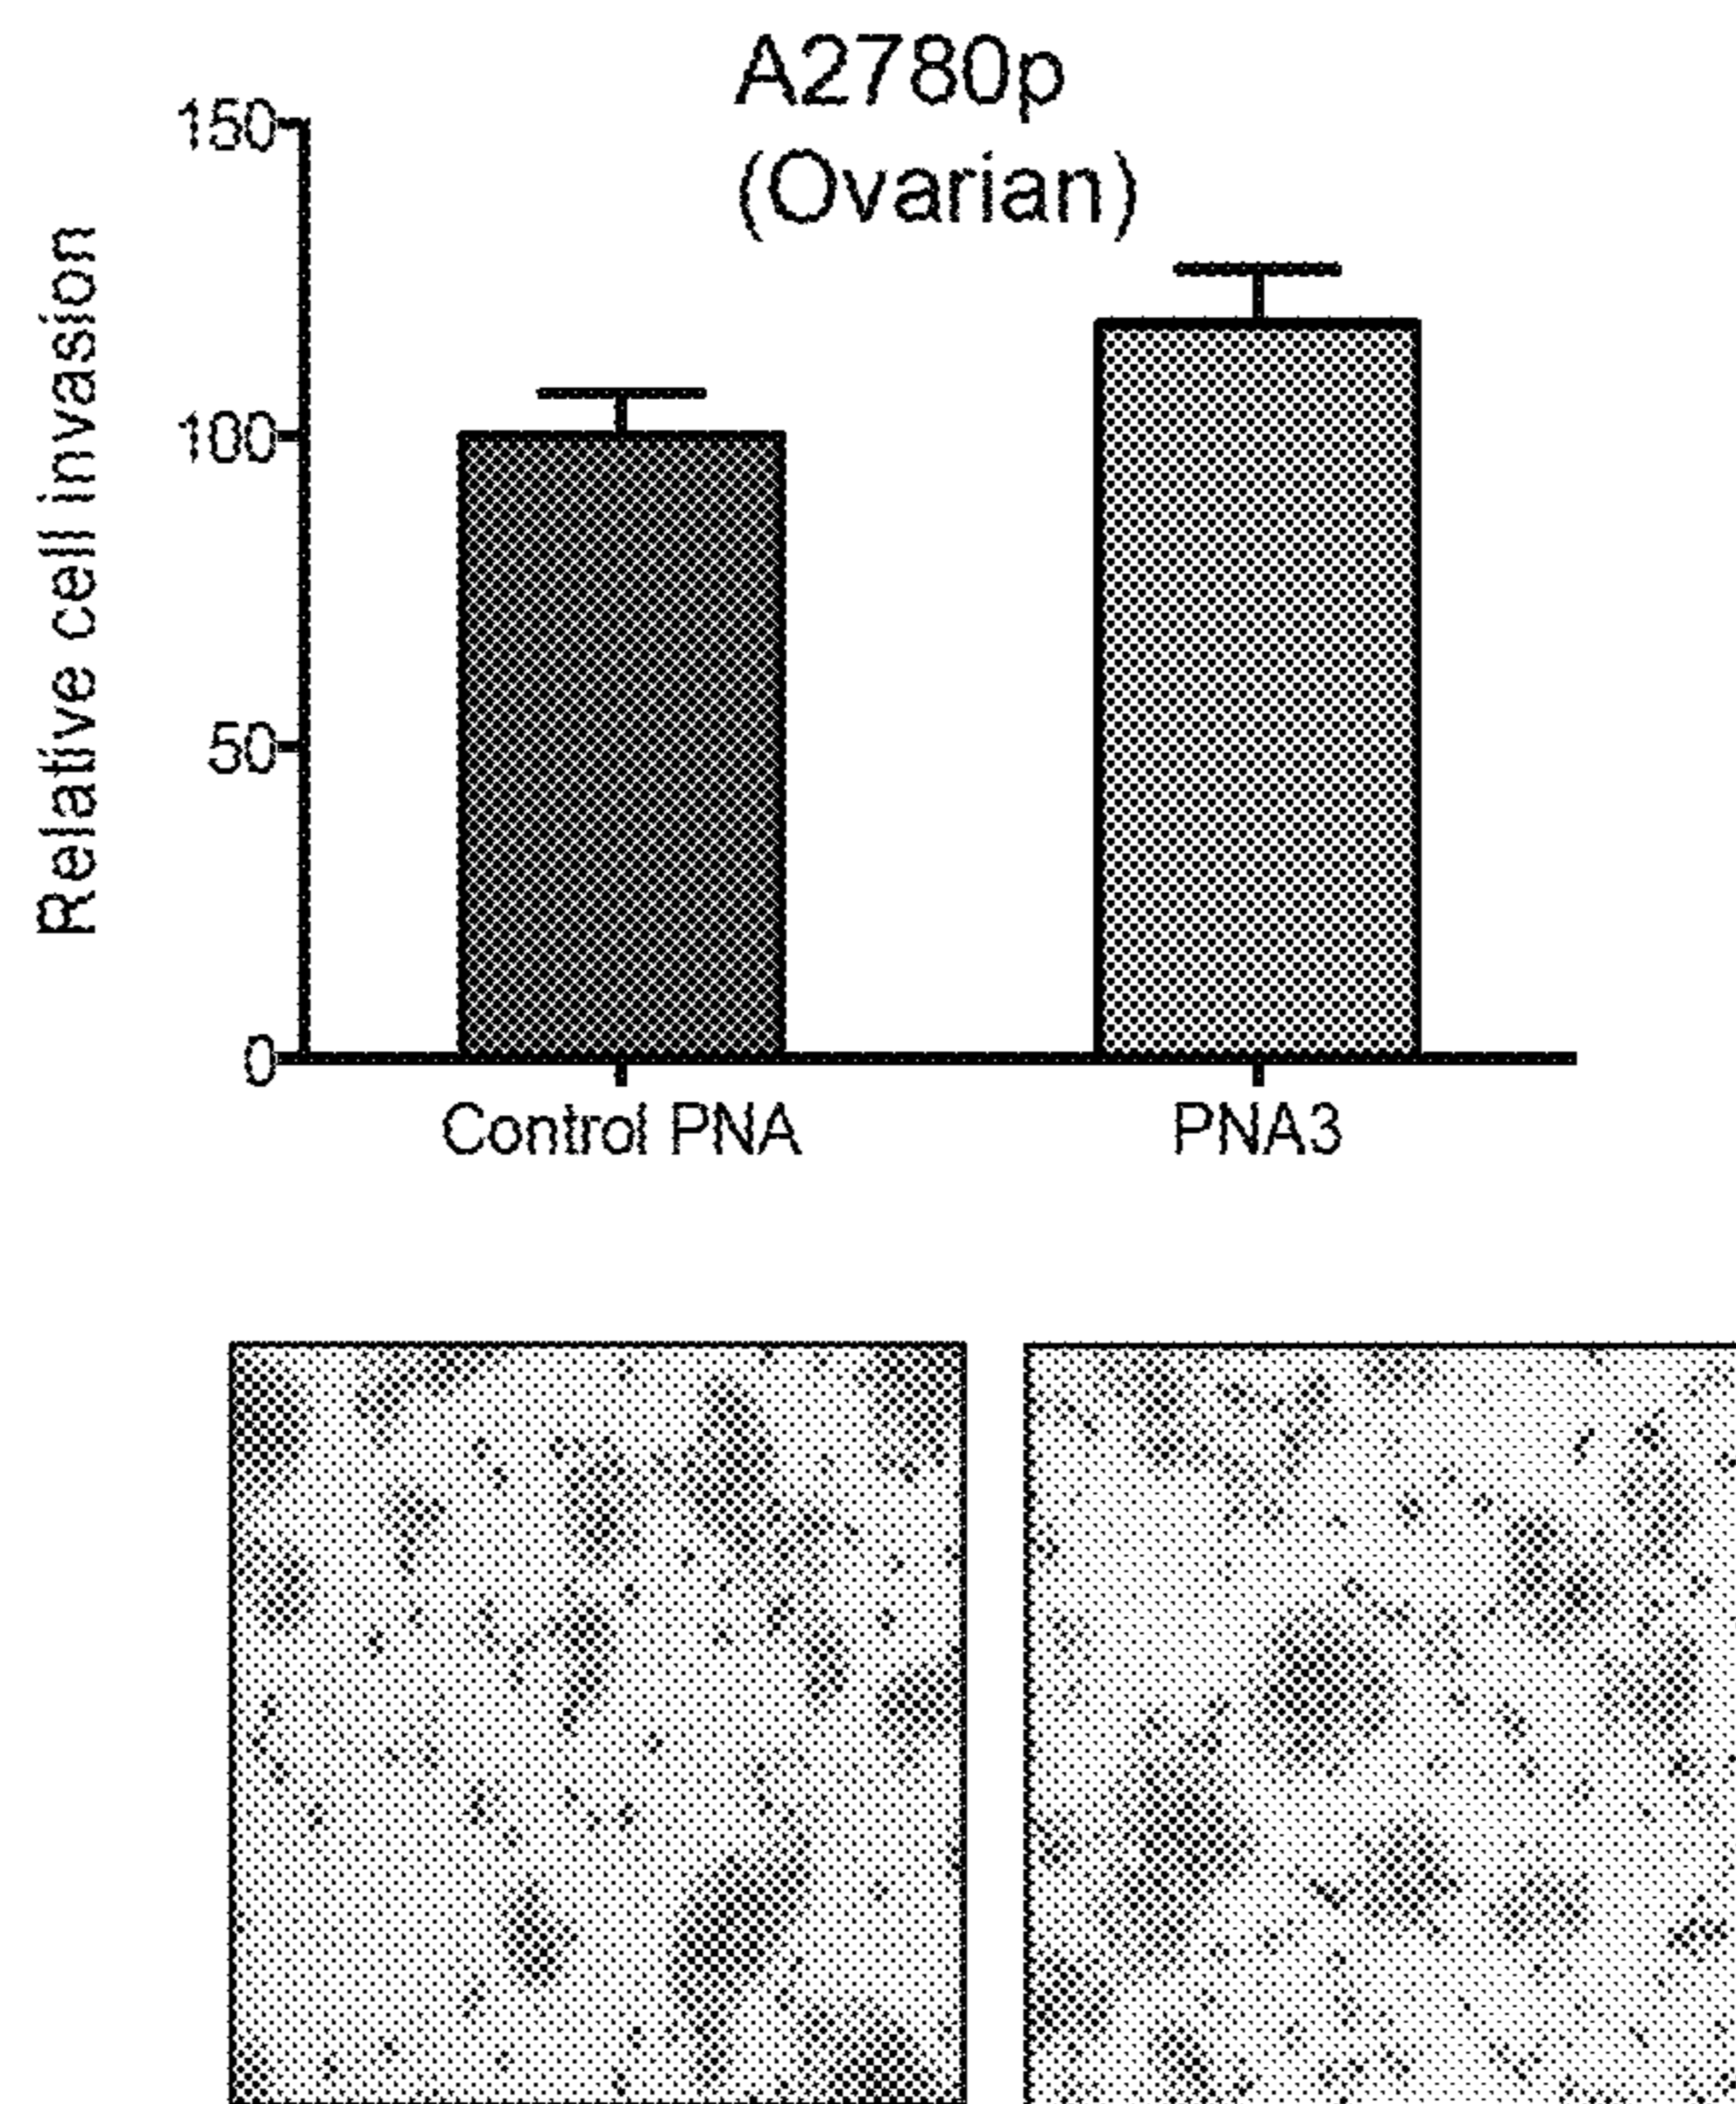 A2780p
(Ovarian)
150
100
50
0
Relative cell invasion
Control PNA
PNA3